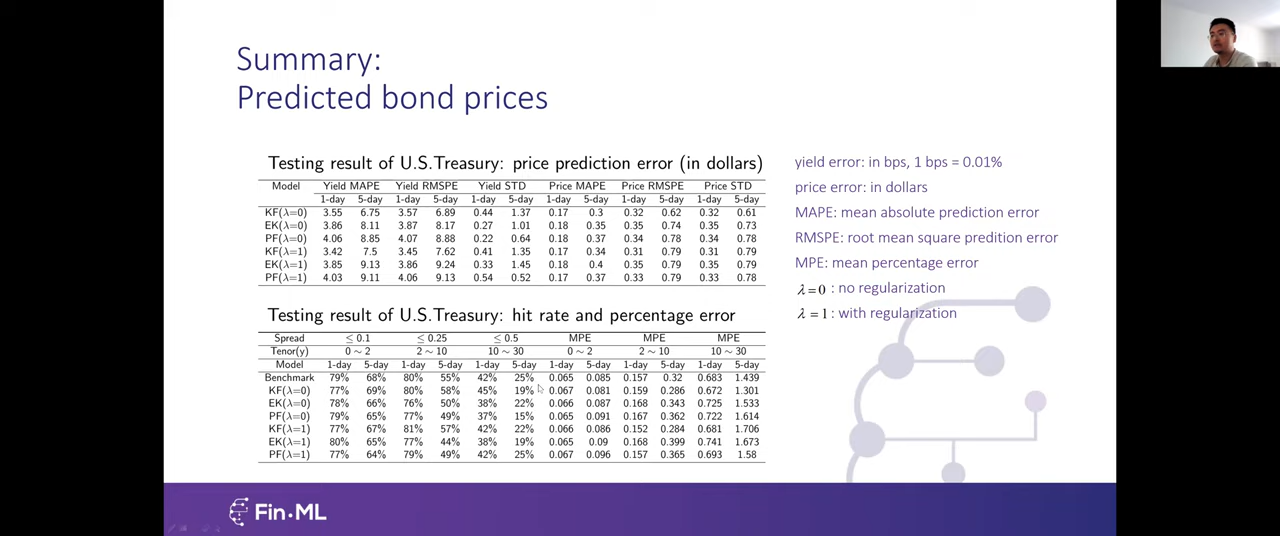 Summary:
Predicted bond prices
Testing result of U.S.Treasury: price prediction error (in dollars)
Model Yield MAPE Yield RMSPE Yield STD Price MAPE Price RMSPE Price STD
1-day 5-day 1-day 5-day 1-day 5-day 1-day 5-day 1-day 5-day 1-day 5-day
KF(λ=0) 3.55 6.75 3.57 6.89 0.44 1.37 0.17 0.3 0.32 0.62 0.32 0.61
EK(λ=0) 3.86 8.11 3.87 8.17 0.27 1.01 0.18 0.35 0.35 0.74 0.35 0.73
PF(λ=0) 4.06 8.85 4.07 8.88 0.22 0.64 0.18 0.37 0.34 0.78 0.34 0.78
KF(λ=1) 3.42 7.5 3.45 7.62 0.41 1.35 0.17 0.34 0.31 0.79 0.31 0.79
EK(λ=1) 3.85 9.13 3.86 9.24 0.33 1.45 0.18 0.4 0.35 0.79 0.35 0.79
PF(λ=1) 4.03 9.11 4.06 9.13 0.54 0.52 0.17 0.37 0.33 0.79 0.33 0.78
Testing result of U.S.Treasury: hit rate and percentage error
Spread ≤ 0.1 ≤ 0.25 ≤ 0.5 MPE MPE MPE
Tenor(y) 0 ~ 2 2 ~ 10 10 ~ 30 0 ~ 2 2 ~ 10 10 ~ 30
Model 1-day 5-day 1-day 5-day 1-day 5-day 1-day 5-day 1-day 5-day 1-day 5-day
Benchmark 79% 68% 80% 55% 42% 25% 0.065 0.085 0.157 0.32 0.683 1.439
KF(λ=0) 77% 69% 80% 58% 45% 19% 0.067 0.081 0.159 0.286 0.672 1.301
EK(λ=0) 78% 66% 76% 50% 38% 22% 0.066 0.087 0.168 0.343 0.725 1.533
PF(λ=0) 79% 65% 77% 49% 37% 15% 0.065 0.091 0.167 0.362 0.722 1.614
KF(λ=1) 77% 67% 81% 57% 42% 22% 0.066 0.086 0.152 0.284 0.681 1.706
EK(λ=1) 80% 65% 77% 44% 38% 19% 0.065 0.09 0.168 0.399 0.741 1.673
PF(λ=1) 77% 64% 79% 49% 42% 25% 0.067 0.096 0.157 0.365 0.693 1.58
yield error: in bps, 1 bps = 0.01%
price error: in dollars
MAPE: mean absolute prediction error
RMSPE: root mean square predition error
MPE: mean percentage error
λ = 0 : no regularization
λ = 1 : with regularization
Fin·ML